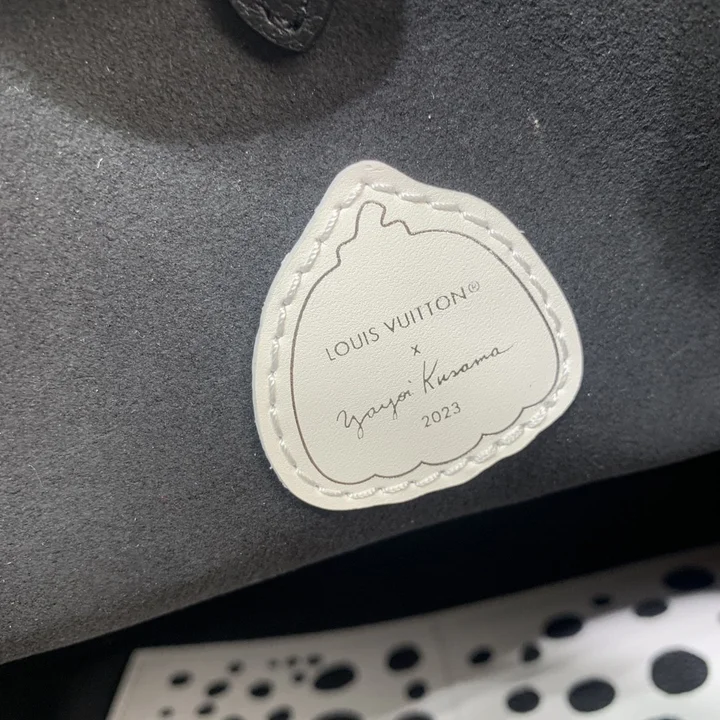 LOUIS VUITTON®
x
Yayoi Kusama
2023